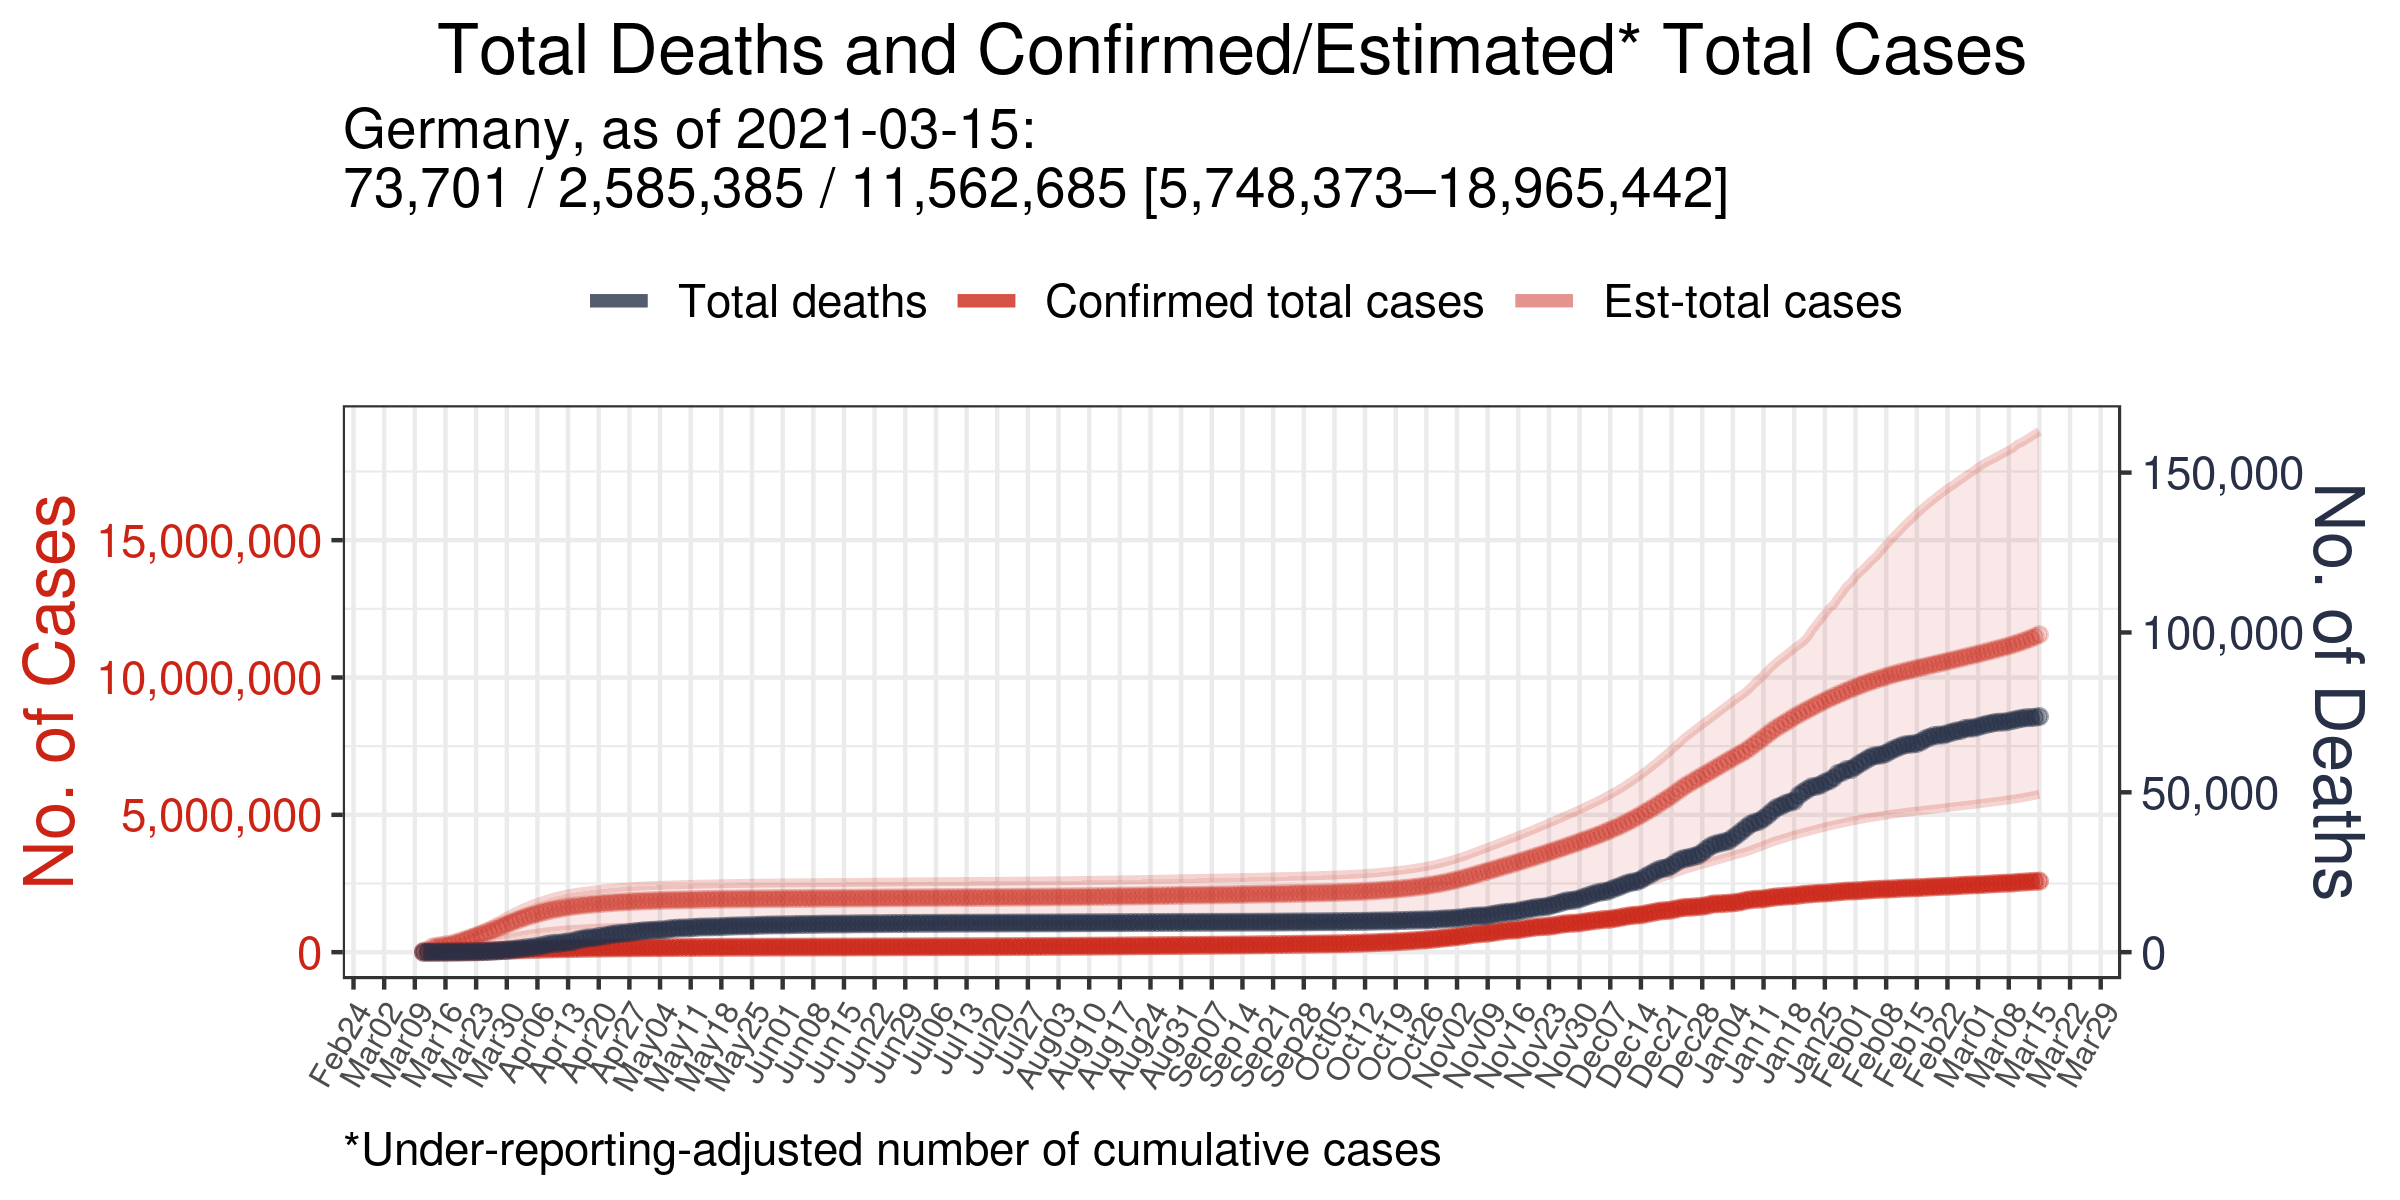 Total Deaths and Confirmed/Estimated* Total Cases
Germany, as of 2021-03-15:
73,701 / 2,585,385 / 11,562,685 [5,748,373–18,965,442]
Total deaths
Confirmed total cases
Est-total cases
No. of Cases
15,000,000
10,000,000
5,000,000
0
150,000
100,000
50,000
0
No. of Deaths
Feb24
Mar02
Mar09
Mar16
Mar23
Mar30
Apr06
Apr13
Apr20
Apr27
May04
May11
May18
May25
Jun01
Jun08
Jun15
Jun22
Jun29
Jul06
Jul13
Jul20
Jul27
Aug03
Aug10
Aug17
Aug24
Aug31
Sep07
Sep14
Sep21
Sep28
Oct05
Oct12
Oct19
Oct26
Nov02
Nov09
Nov16
Nov23
Nov30
Dec07
Dec14
Dec21
Dec28
Jan04
Jan11
Jan18
Jan25
Feb01
Feb08
Feb15
Feb22
Mar01
Mar08
Mar15
Mar22
Mar29
*Under-reporting-adjusted number of cumulative cases